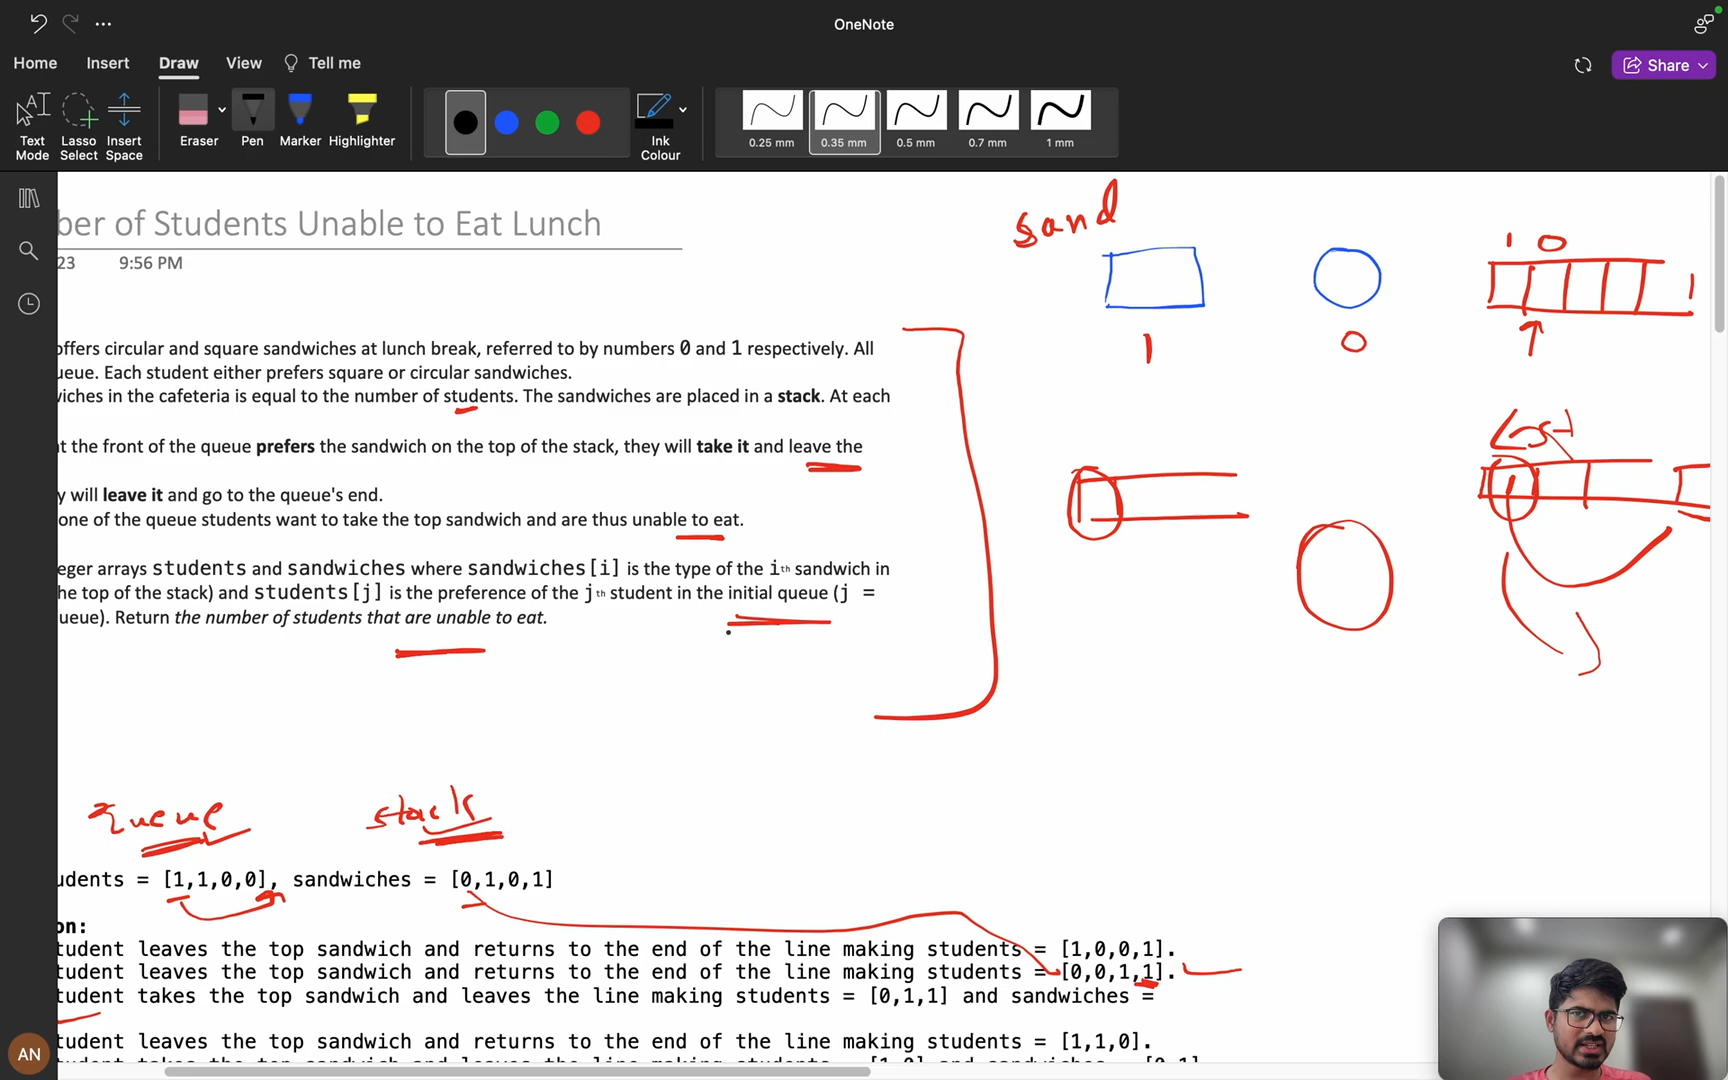 OneNote
Home Insert Draw View Tell me
Share
Text Mode
Lasso Select
Insert Space
Eraser
Pen
Marker
Highlighter
Ink Colour
0.25 mm
0.35 mm
0.5 mm
0.7 mm
1 mm
ber of Students Unable to Eat Lunch
23 9:56 PM
sand
1 0
1
1
0
offers circular and square sandwiches at lunch break, referred to by numbers 0 and 1 respectively. All
ueue. Each student either prefers square or circular sandwiches.
viches in the cafeteria is equal to the number of students. The sandwiches are placed in a stack. At each
at the front of the queue prefers the sandwich on the top of the stack, they will take it and leave the
y will leave it and go to the queue's end.
one of the queue students want to take the top sandwich and are thus unable to eat.
eger arrays students and sandwiches where sandwiches[i] is the type of the ith sandwich in
he top of the stack) and students[j] is the preference of the jth student in the initial queue (j =
ueue). Return the number of students that are unable to eat.
queue stack
udents = [1,1,0,0], sandwiches = [0,1,0,1]
on:
tudent leaves the top sandwich and returns to the end of the line making students = [1,0,0,1].
tudent leaves the top sandwich and returns to the end of the line making students = [0,0,1,1].
tudent takes the top sandwich and leaves the line making students = [0,1,1] and sandwiches =
tudent leaves the top sandwich and returns to the end of the line making students = [1,1,0].
AN